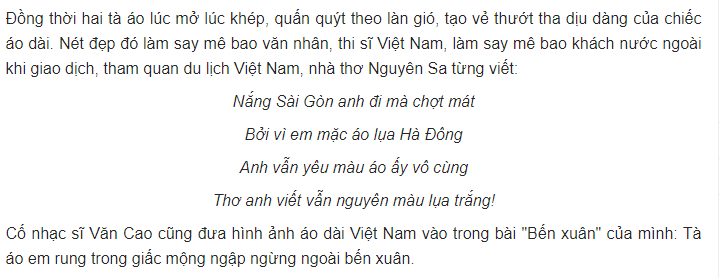 Đồng thời hai tà áo lúc mở lúc khép, quấn quýt theo làn gió, tạo vẻ thướt tha dịu dàng của chiếc
áo dài. Nét đẹp đó làm say mê bao văn nhân, thi sĩ Việt Nam, làm say mê bao khách nước ngoài
khi giao dịch, tham quan du lịch Việt Nam, nhà thơ Nguyên Sa từng viết:
Nắng Sài Gòn anh đi mà chợt mát
Bởi vì em mặc áo lụa Hà Đông
Anh vẫn yêu màu áo ấy vô cùng
Thơ anh viết vẫn nguyên màu lụa trắng!
Cố nhạc sĩ Văn Cao cũng đưa hình ảnh áo dài Việt Nam vào trong bài "Bến xuân" của mình: Tà
áo em rung trong giấc mộng ngập ngừng ngoài bến xuân.